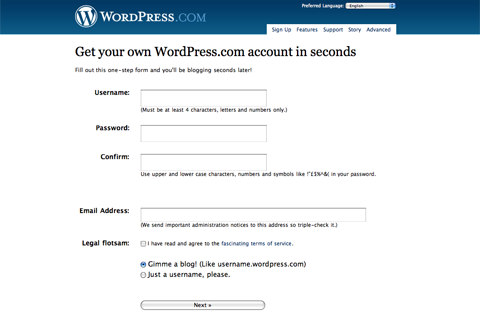 WORDPRESS.COM
Preferred Language: English
Sign Up Features Support Story Advanced
Get your own WordPress.com account in seconds
Fill out this one-step form and you'll be blogging seconds later!
Username:
(Must be at least 4 characters, letters and numbers only.)
Password:
Confirm:
Use upper and lower case characters, numbers and symbols like !"£$%^&( in your password.
Email Address:
(We send important administration notices to this address so triple-check it.)
Legal flotsam: I have read and agree to the fascinating terms of service.
Gimme a blog! (Like username.wordpress.com)
Just a username, please.
Next »